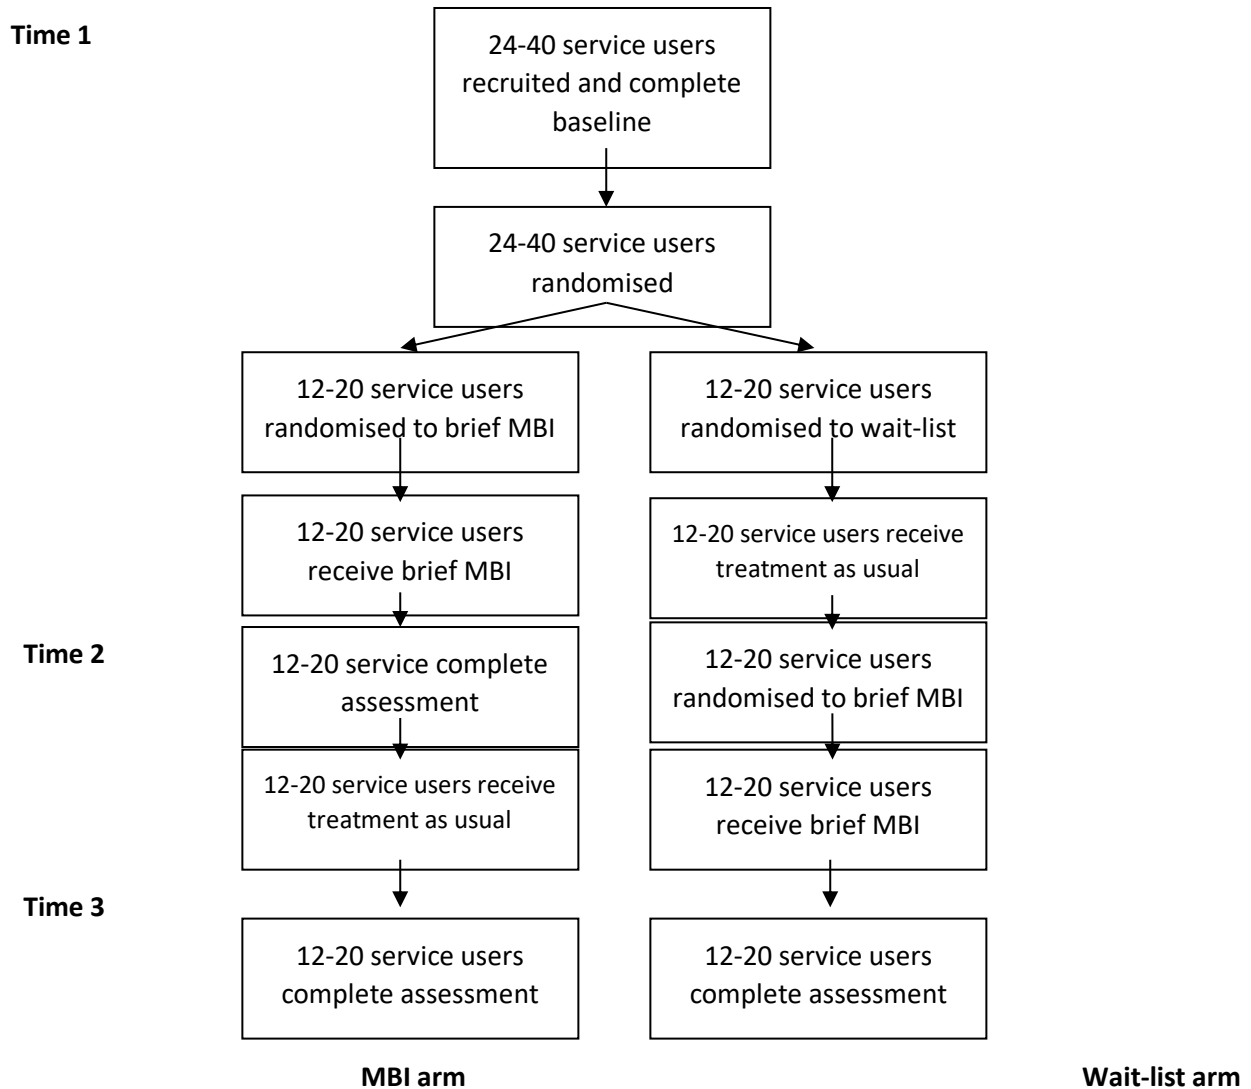 Time 1
24-40 service users
recruited and complete
baseline
24-40 service users
randomised
12-20 service users
randomised to brief MBI
12-20 service users
randomised to wait-list
12-20 service users
receive brief MBI
12-20 service users receive
treatment as usual
Time 2
12-20 service complete
assessment
12-20 service users
randomised to brief MBI
12-20 service users receive
treatment as usual
12-20 service users
receive brief MBI
Time 3
12-20 service users
complete assessment
12-20 service users
complete assessment
MBI arm
Wait-list arm